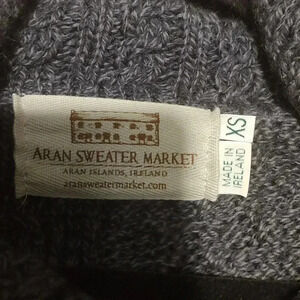 ARAN SWEATER MARKET
ARAN ISLANDS, IRELAND
aransweatermarket.com
XS
MADE IN
IRELAND